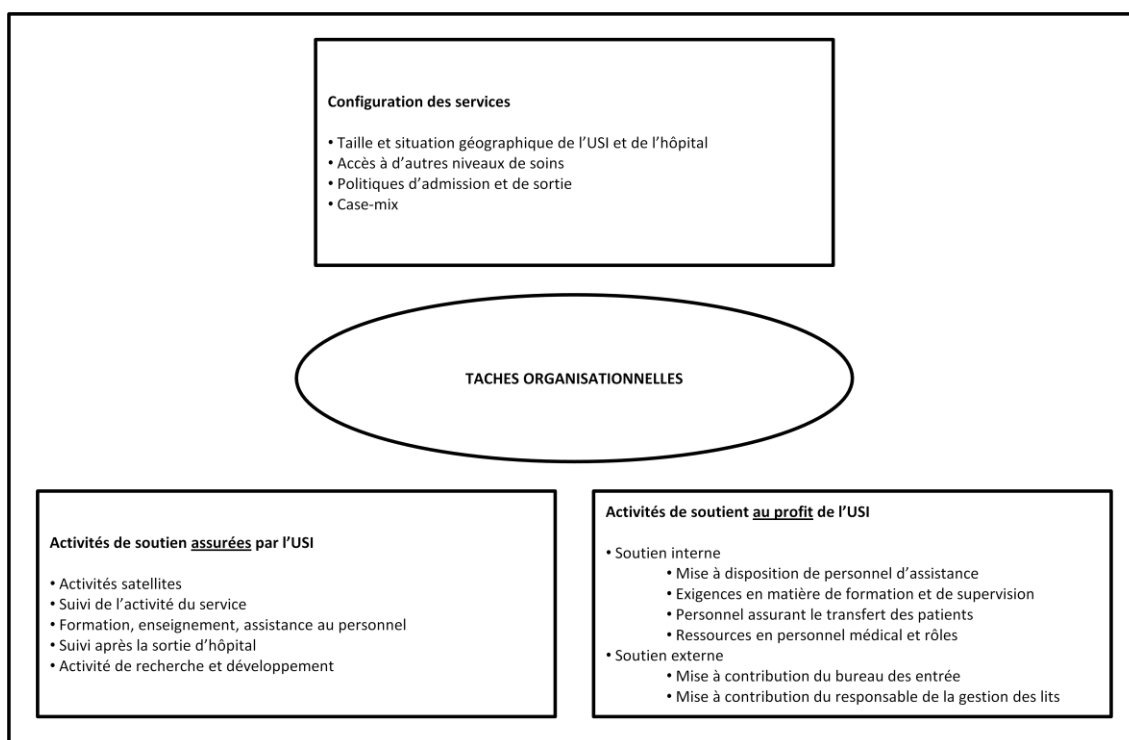 Configuration des services
• Taille et situation géographique de l'USI et de l'hôpital
• Accès à d'autres niveaux de soins
• Politiques d'admission et de sortie
• Case-mix
TACHES ORGANISATIONNELLES
Activités de soutien assurées par l'USI
• Activités satellites
• Suivi de l'activité du service
• Formation, enseignement, assistance au personnel
• Suivi après la sortie d'hôpital
• Activité de recherche et développement
Activités de soutient au profit de l'USI
• Soutien interne
• Mise à disposition de personnel d'assistance
• Exigences en matière de formation et de supervision
• Personnel assurant le transfert des patients
• Ressources en personnel médical et rôles
• Soutien externe
• Mise à contribution du bureau des entrée
• Mise à contribution du responsable de la gestion des lits